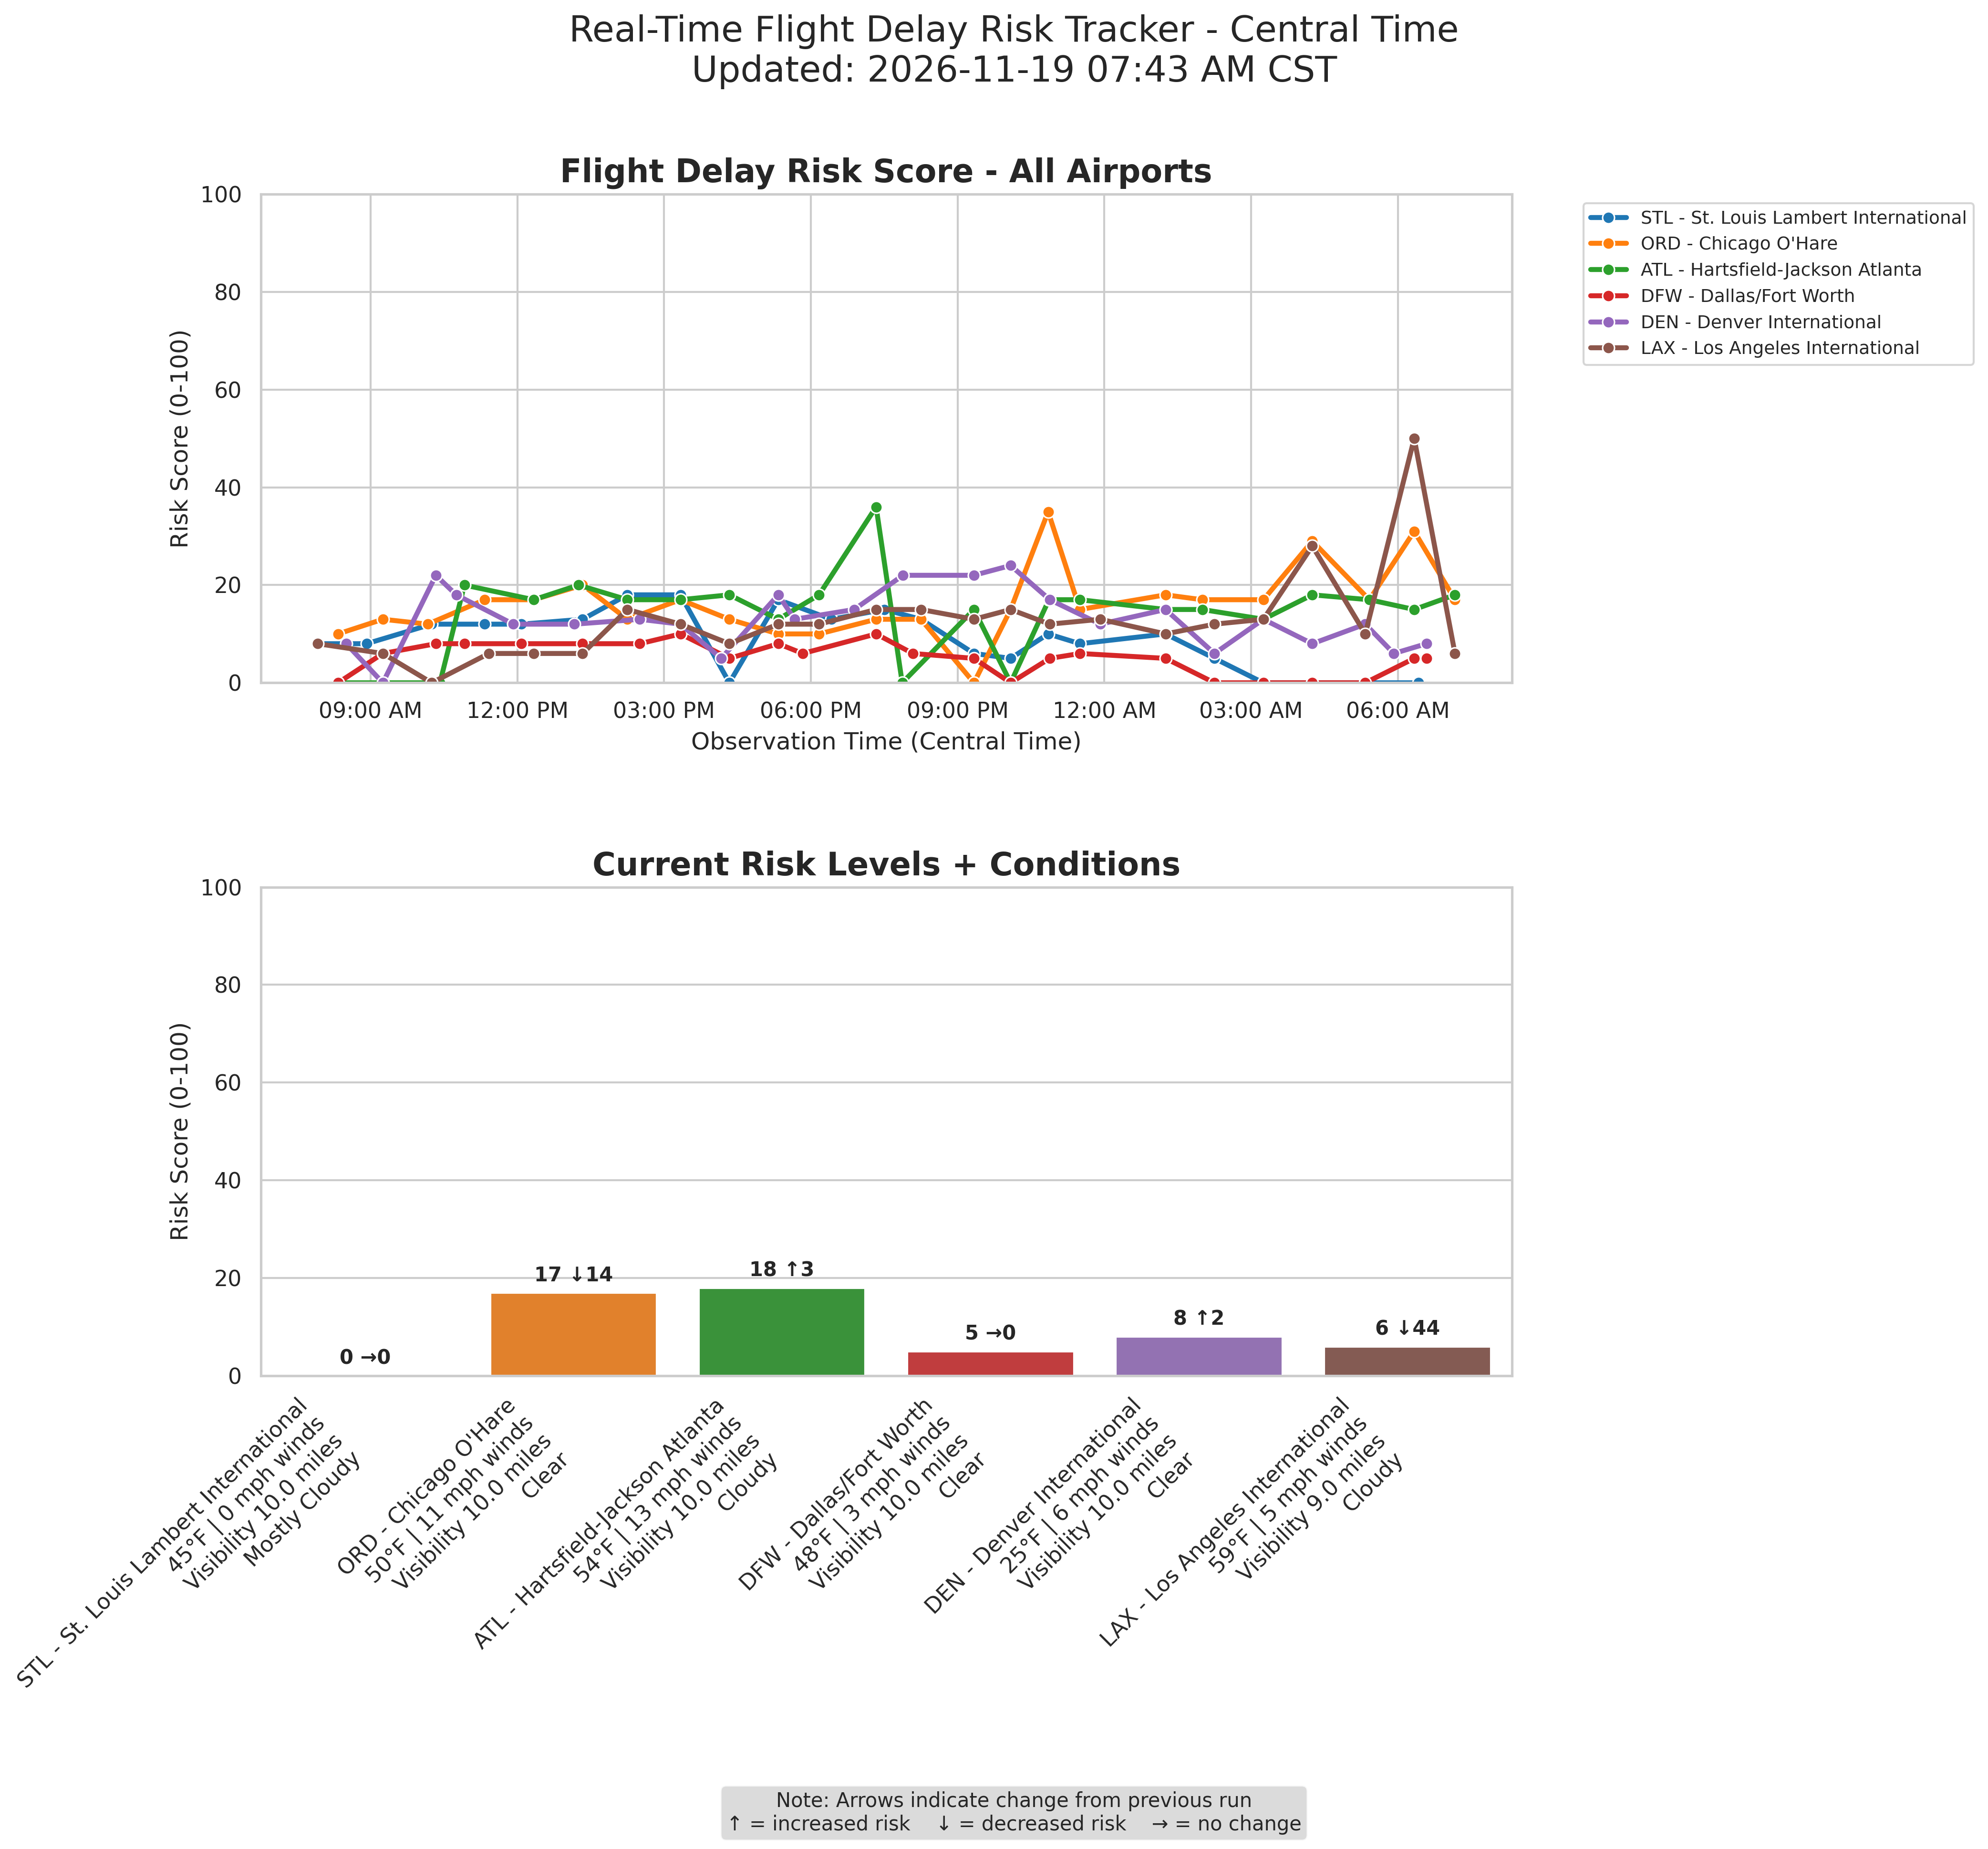 Real-Time Flight Delay Risk Tracker - Central Time
Updated: 2026-11-19 07:43 AM CST
Flight Delay Risk Score - All Airports
Risk Score (0-100)
100
80
60
40
20
0
09:00 AM
12:00 PM
03:00 PM
06:00 PM
09:00 PM
12:00 AM
03:00 AM
06:00 AM
Observation Time (Central Time)
STL - St. Louis Lambert International
ORD - Chicago O'Hare
ATL - Hartsfield-Jackson Atlanta
DFW - Dallas/Fort Worth
DEN - Denver International
LAX - Los Angeles International
Current Risk Levels + Conditions
Risk Score (0-100)
100
80
60
40
20
0
0 →0
17 ↓14
18 ↑3
5 →0
8 ↑2
6 ↓44
STL - St. Louis Lambert International
45°F | 0 mph winds
Visibility 10.0 miles
Mostly Cloudy
ORD - Chicago O'Hare
50°F | 11 mph winds
Visibility 10.0 miles
Clear
ATL - Hartsfield-Jackson Atlanta
54°F | 13 mph winds
Visibility 10.0 miles
Cloudy
DFW - Dallas/Fort Worth
48°F | 3 mph winds
Visibility 10.0 miles
Clear
DEN - Denver International
25°F | 6 mph winds
Visibility 10.0 miles
Clear
LAX - Los Angeles International
59°F | 5 mph winds
Visibility 9.0 miles
Cloudy
Note: Arrows indicate change from previous run
↑ = increased risk ↓ = decreased risk → = no change